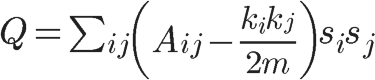 Q = ∑ij(Aij − kikj/2m)sisj